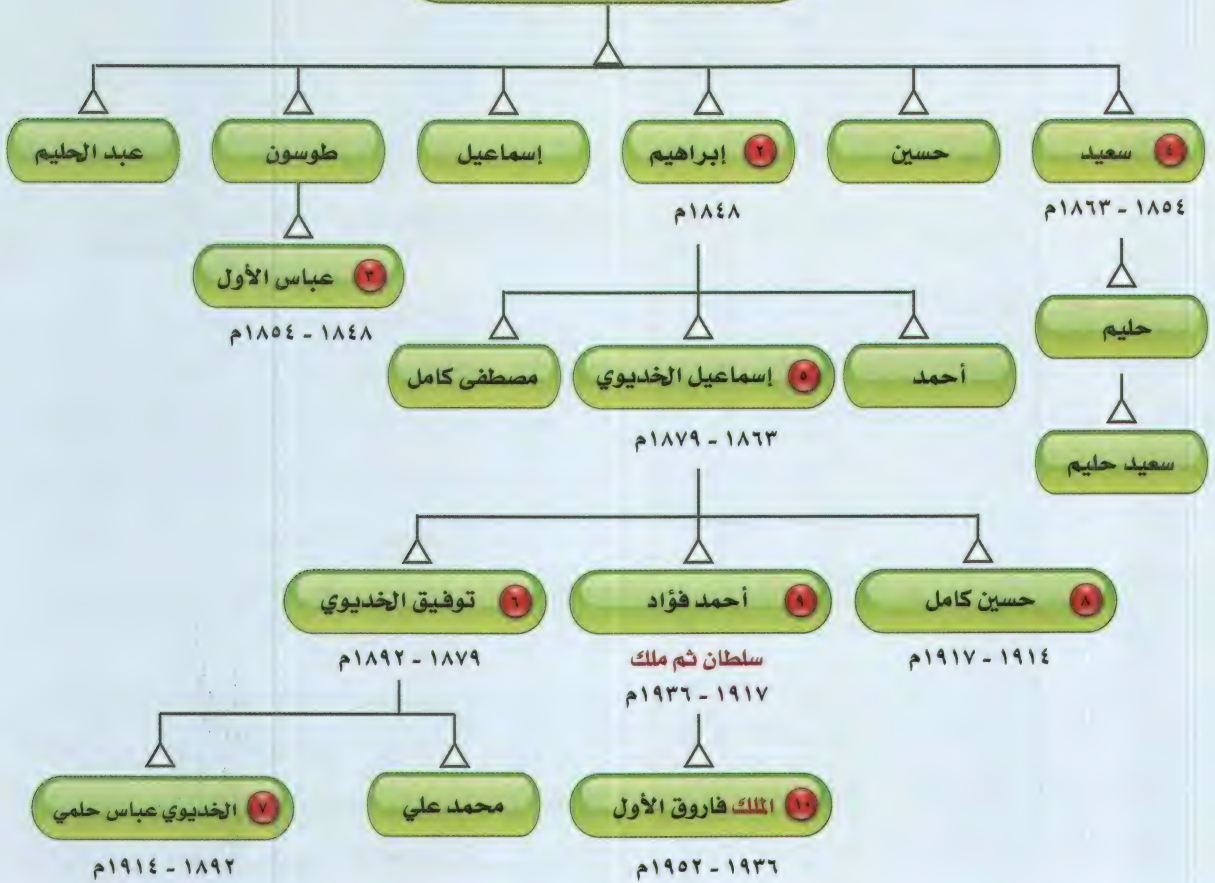 ٤ سعيد
حسين
٢ إبراهيم
إسماعيل
طوسون
عبد الحليم
١٨٥٤ - ١٨٦٣م
١٨٤٨م
٣ عباس الأول
١٨٤٨ - ١٨٥٤م
حليم
أحمد
٥ إسماعيل الخديوي
مصطفى كامل
١٨٦٣ - ١٨٧٩م
سعيد حليم
٨ حسين كامل
٩ أحمد فؤاد
٦ توفيق الخديوي
١٩١٤ - ١٩١٧م
سلطان ثم ملك
١٨٧٩ - ١٨٩٢م
١٩١٧ - ١٩٣٦م
١٠ الملك فاروق الأول
محمد علي
٧ الخديوي عباس حلمي
١٩٣٦ - ١٩٥٢م
١٨٩٢ - ١٩١٤م